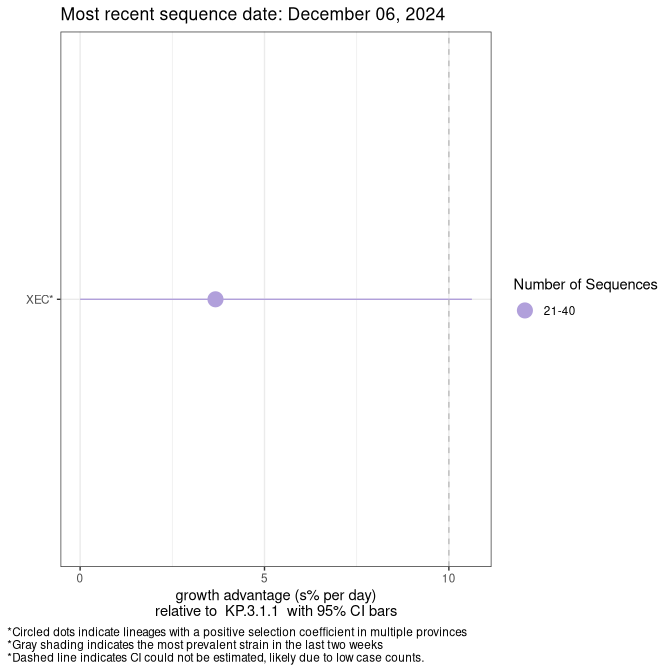 Most recent sequence date: December 06, 2024
XEC*
Number of Sequences
21-40
0
5
10
growth advantage (s% per day)
relative to  KP.3.1.1  with 95% CI bars
*Circled dots indicate lineages with a positive selection coefficient in multiple provinces
*Gray shading indicates the most prevalent strain in the last two weeks
*Dashed line indicates CI could not be estimated, likely due to low case counts.